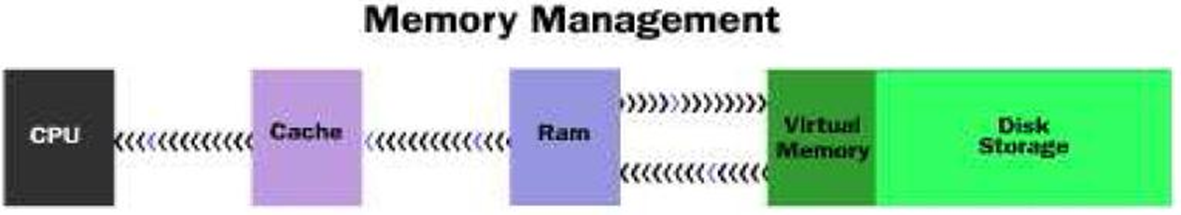 Memory Management
CPU
Cache
Ram
Virtual
Memory
Disk
Storage